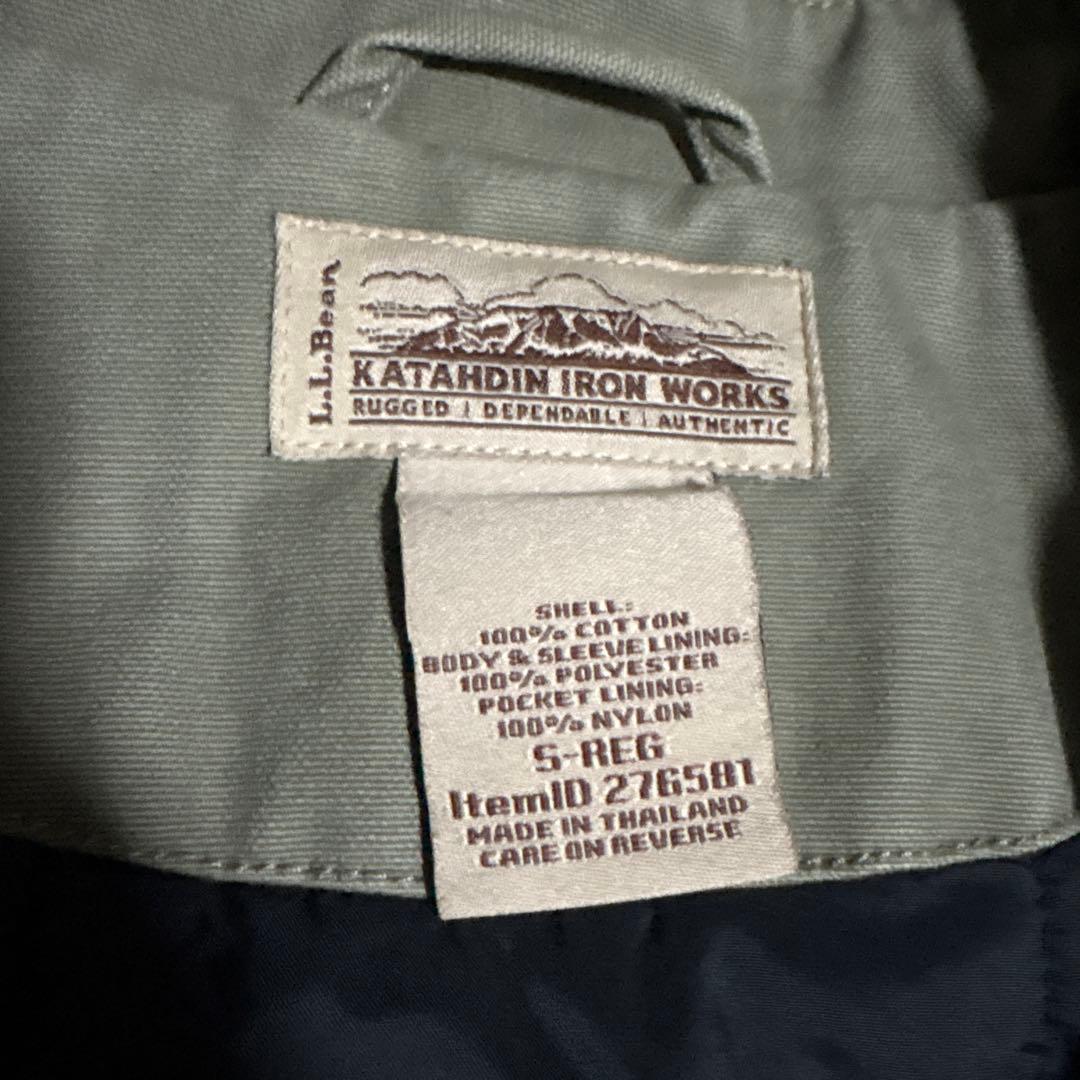 L.L.Bean
KATAHDIN IRON WORKS
RUGGED | DEPENDABLE | AUTHENTIC
SHELL:
100% COTTON
BODY & SLEEVE LINING:
100% POLYESTER
POCKET LINING:
100% NYLON
S-REG
ItemID 276581
MADE IN THAILAND
CARE ON REVERSE